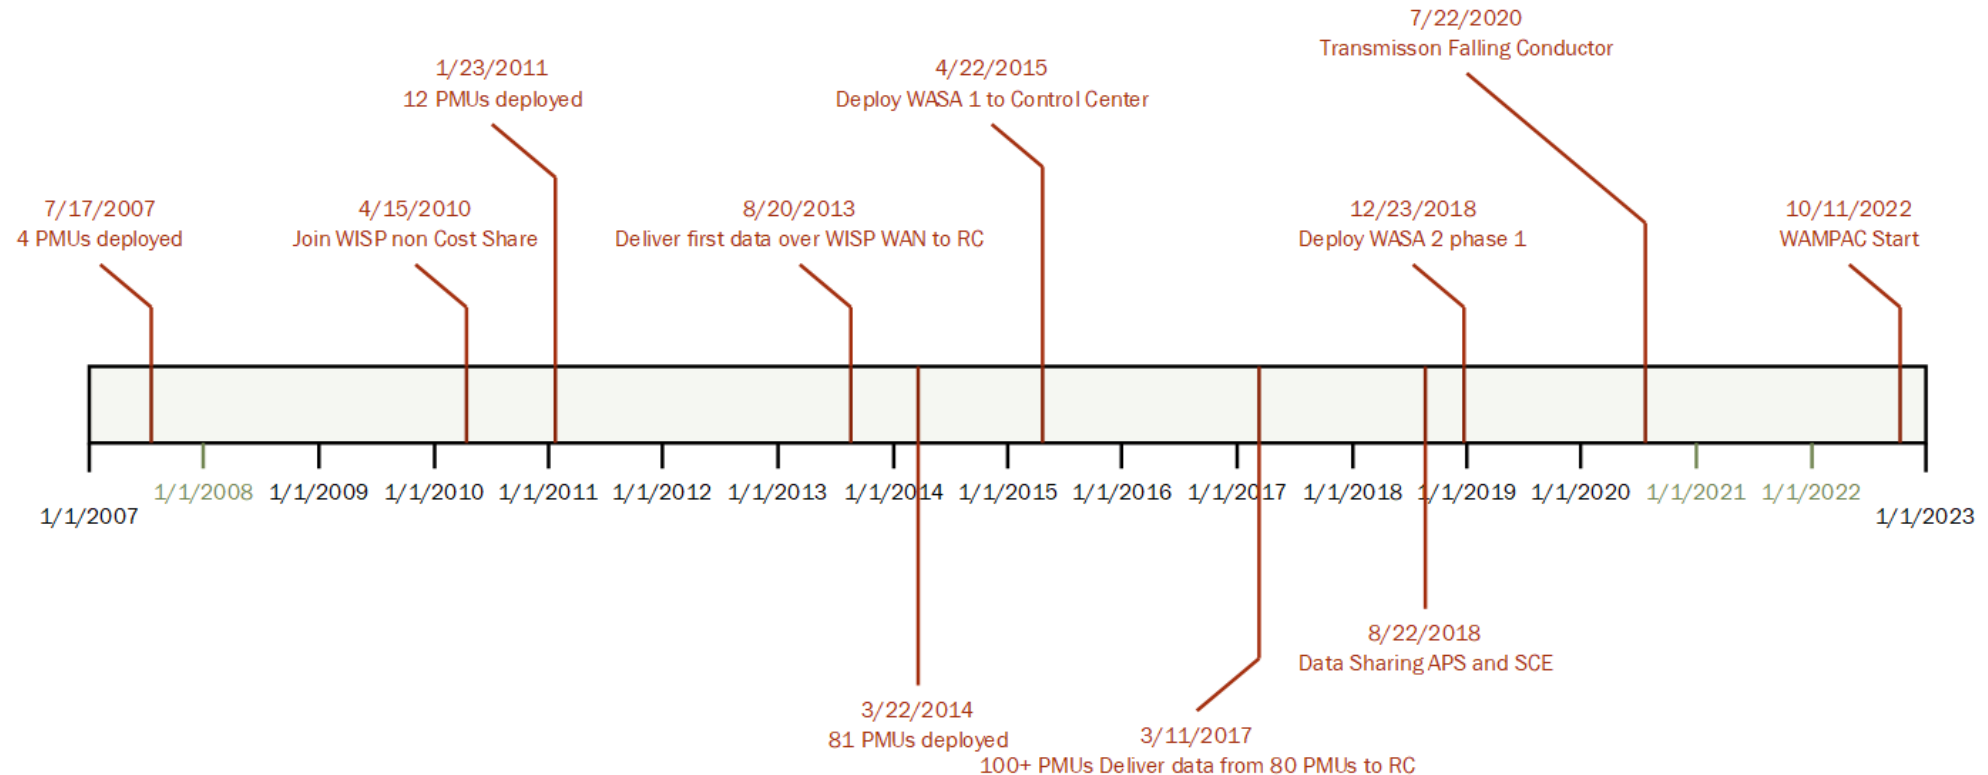 7/22/2020
Transmisson Falling Conductor
1/23/2011
12 PMUs deployed
4/22/2015
Deploy WASA 1 to Control Center
7/17/2007
4 PMUs deployed
4/15/2010
Join WISP non Cost Share
8/20/2013
Deliver first data over WISP WAN to RC
12/23/2018
Deploy WASA 2 phase 1
10/11/2022
WAMPAC Start
1/1/2008 1/1/2009 1/1/2010 1/1/2011 1/1/2012 1/1/2013 1/1/2014 1/1/2015 1/1/2016 1/1/2017 1/1/2018 1/1/2019 1/1/2020 1/1/2021 1/1/2022
1/1/2007 1/1/2023
8/22/2018
Data Sharing APS and SCE
3/22/2014
81 PMUs deployed
3/11/2017
100+ PMUs Deliver data from 80 PMUs to RC